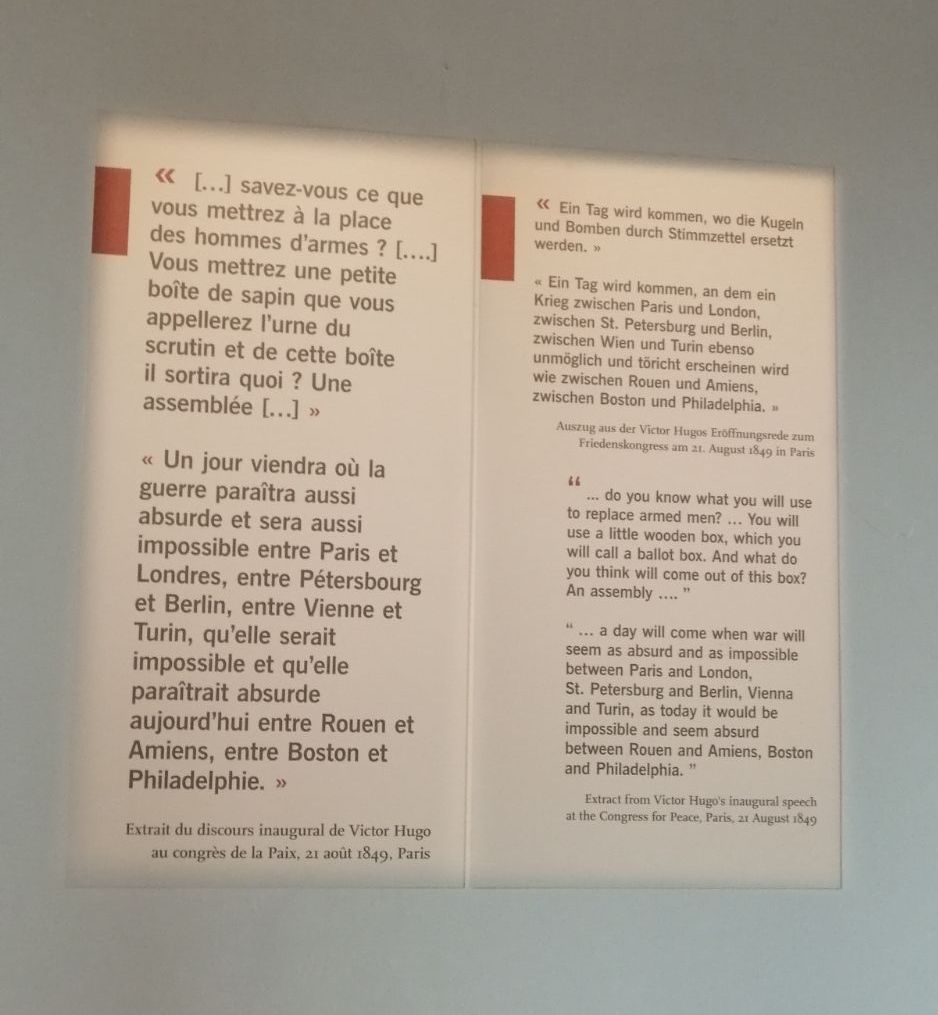 « […] savez-vous ce que
vous mettrez à la place
des hommes d'armes ? [….]
Vous mettrez une petite
boîte de sapin que vous
appellerez l'urne du
scrutin et de cette boîte
il sortira quoi ? Une
assemblée […] »
« Un jour viendra où la
guerre paraîtra aussi
absurde et sera aussi
impossible entre Paris et
Londres, entre Pétersbourg
et Berlin, entre Vienne et
Turin, qu'elle serait
impossible et qu'elle
paraîtrait absurde
aujourd'hui entre Rouen et
Amiens, entre Boston et
Philadelphie. »
Extrait du discours inaugural de Victor Hugo
au congrès de la Paix, 21 août 1849, Paris
« Ein Tag wird kommen, wo die Kugeln
und Bomben durch Stimmzettel ersetzt
werden. »
« Ein Tag wird kommen, an dem ein
Krieg zwischen Paris und London,
zwischen St. Petersburg und Berlin,
zwischen Wien und Turin ebenso
unmöglich und töricht erscheinen wird
wie zwischen Rouen und Amiens,
zwischen Boston und Philadelphia. »
Auszug aus der Victor Hugos Eröffnungsrede zum
Friedenskongress am 21. August 1849 in Paris
“
... do you know what you will use
to replace armed men? ... You will
use a little wooden box, which you
will call a ballot box. And what do
you think will come out of this box?
An assembly .... ”
“ ... a day will come when war will
seem as absurd and as impossible
between Paris and London,
St. Petersburg and Berlin, Vienna
and Turin, as today it would be
impossible and seem absurd
between Rouen and Amiens, Boston
and Philadelphia. ”
Extract from Victor Hugo's inaugural speech
at the Congress for Peace, Paris, 21 August 1849